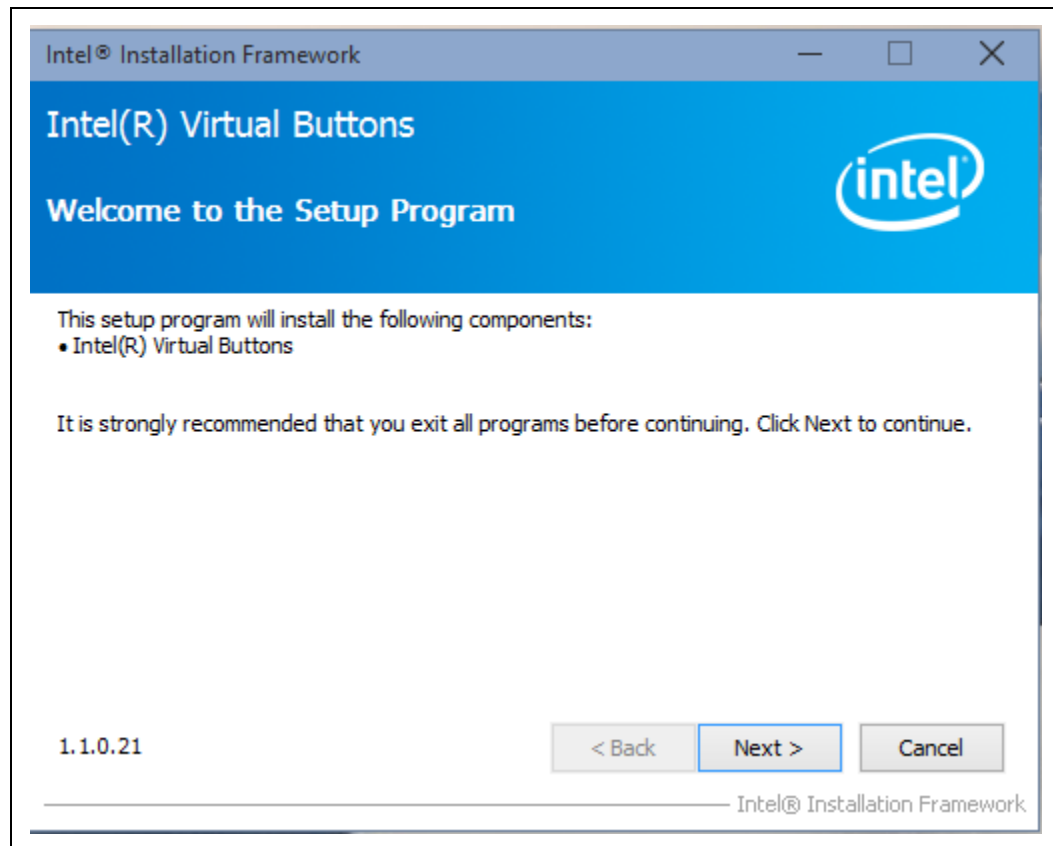 Intel® Installation Framework
Intel(R) Virtual Buttons
intel
Welcome to the Setup Program
This setup program will install the following components:
• Intel(R) Virtual Buttons
It is strongly recommended that you exit all programs before continuing. Click Next to continue.
1.1.0.21
< Back Next > Cancel
Intel® Installation Framework